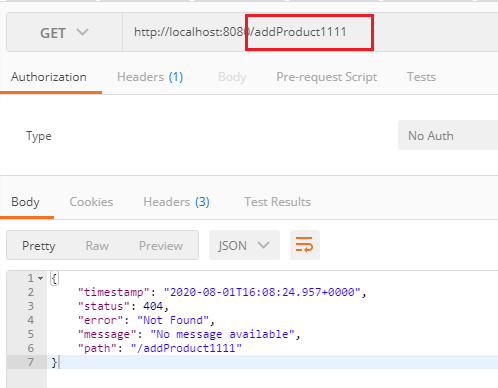 GET http://localhost:8080/addProduct1111
Authorization Headers (1) Body Pre-request Script Tests
Type No Auth
Body Cookies Headers (3) Test Results
Pretty Raw Preview JSON
1 {
2 "timestamp": "2020-08-01T16:08:24.957+0000",
3 "status": 404,
4 "error": "Not Found",
5 "message": "No message available",
6 "path": "/addProduct1111"
7 }